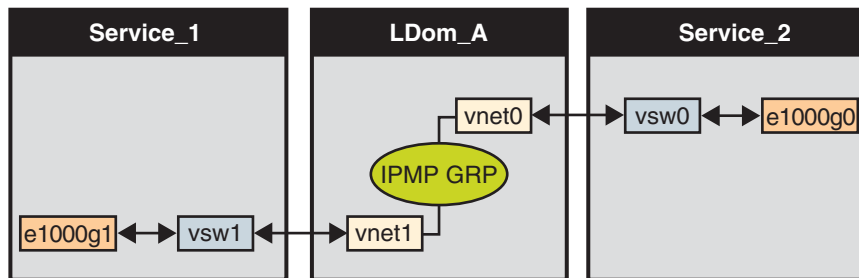 Service_1 LDom_A Service_2
vnet0 vsw0 e1000g0
IPMP GRP
e1000g1 vsw1 vnet1